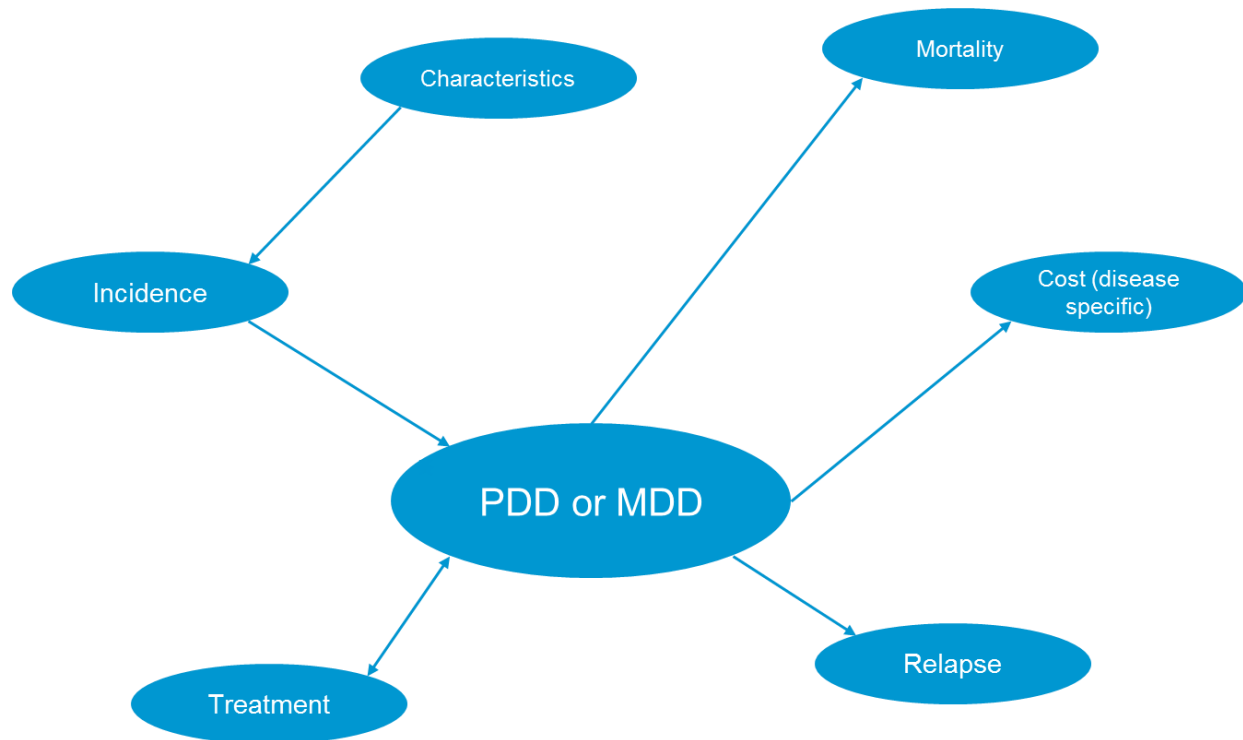 Mortality
Characteristics
Incidence
Cost (disease
specific)
PDD or MDD
Relapse
Treatment